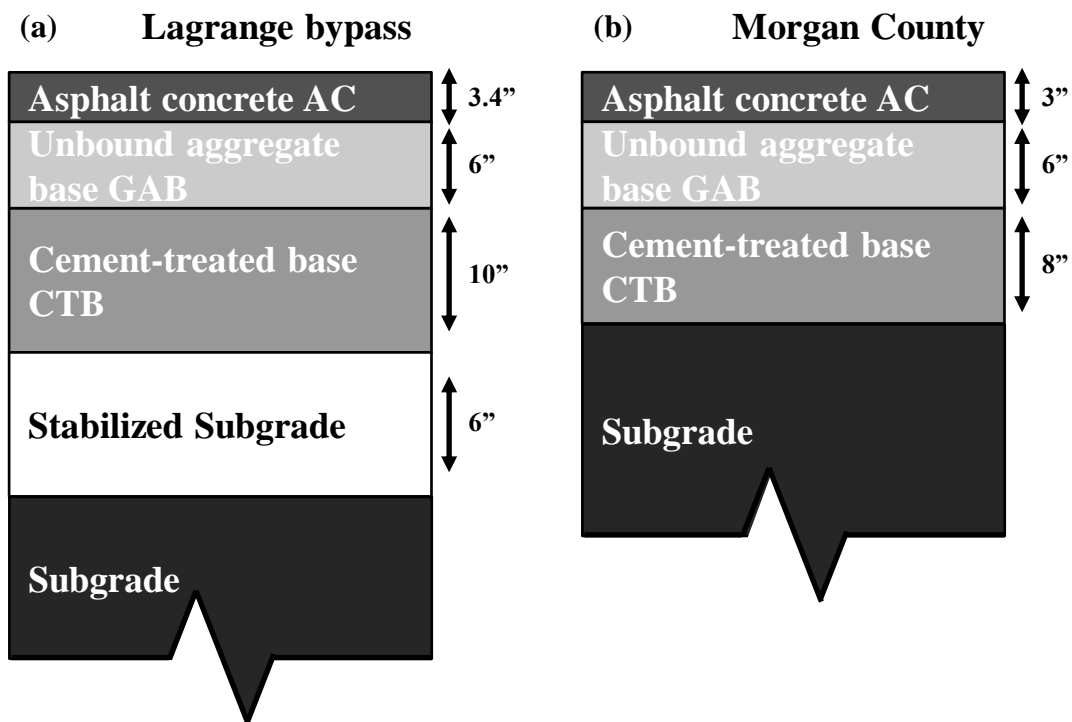 (a) Lagrange bypass
Asphalt concrete AC
3.4”
Unbound aggregate
base GAB
6”
Cement-treated base
CTB
10”
Stabilized Subgrade
6”
Subgrade
(b) Morgan County
Asphalt concrete AC
3”
Unbound aggregate
base GAB
6”
Cement-treated base
CTB
8”
Subgrade